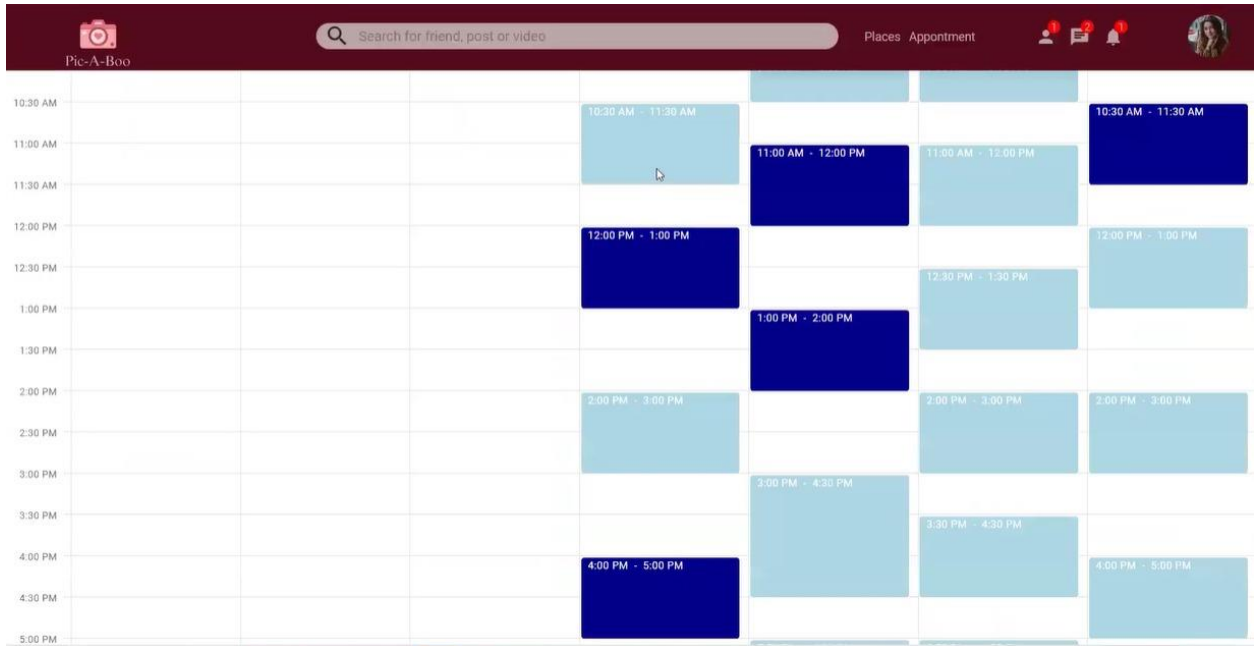 Pic-A-Boo
Search for friend, post or video
Places Appontment
1
2
1
10:30 AM
11:00 AM
11:30 AM
12:00 PM
12:30 PM
1:00 PM
1:30 PM
2:00 PM
2:30 PM
3:00 PM
3:30 PM
4:00 PM
4:30 PM
5:00 PM
10:30 AM - 11:30 AM
12:00 PM - 1:00 PM
2:00 PM - 3:00 PM
4:00 PM - 5:00 PM
11:00 AM - 12:00 PM
1:00 PM - 2:00 PM
3:00 PM - 4:30 PM
11:00 AM - 12:00 PM
12:30 PM - 1:30 PM
2:00 PM - 3:00 PM
3:30 PM - 4:30 PM
10:30 AM - 11:30 AM
12:00 PM - 1:00 PM
2:00 PM - 3:00 PM
4:00 PM - 5:00 PM